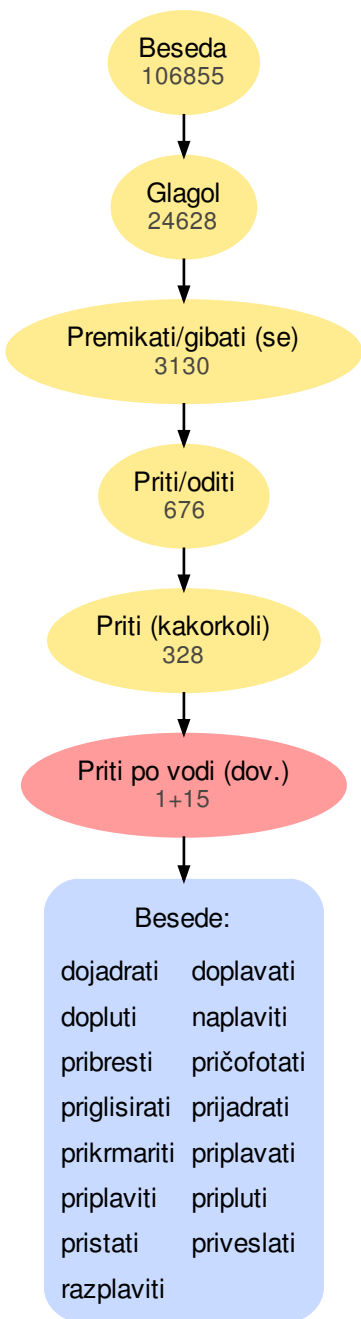 Beseda
106855
Glagol
24628
Premikati/gibati (se)
3130
Priti/oditi
676
Priti (kakorkoli)
328
Priti po vodi (dov.)
1+15
Besede:
dojadrati doplavati
dopluti naplaviti
pribresti pričofotati
priglisirati prijadrati
prikrmariti priplavati
priplaviti pripluti
pristati priveslati
razplaviti